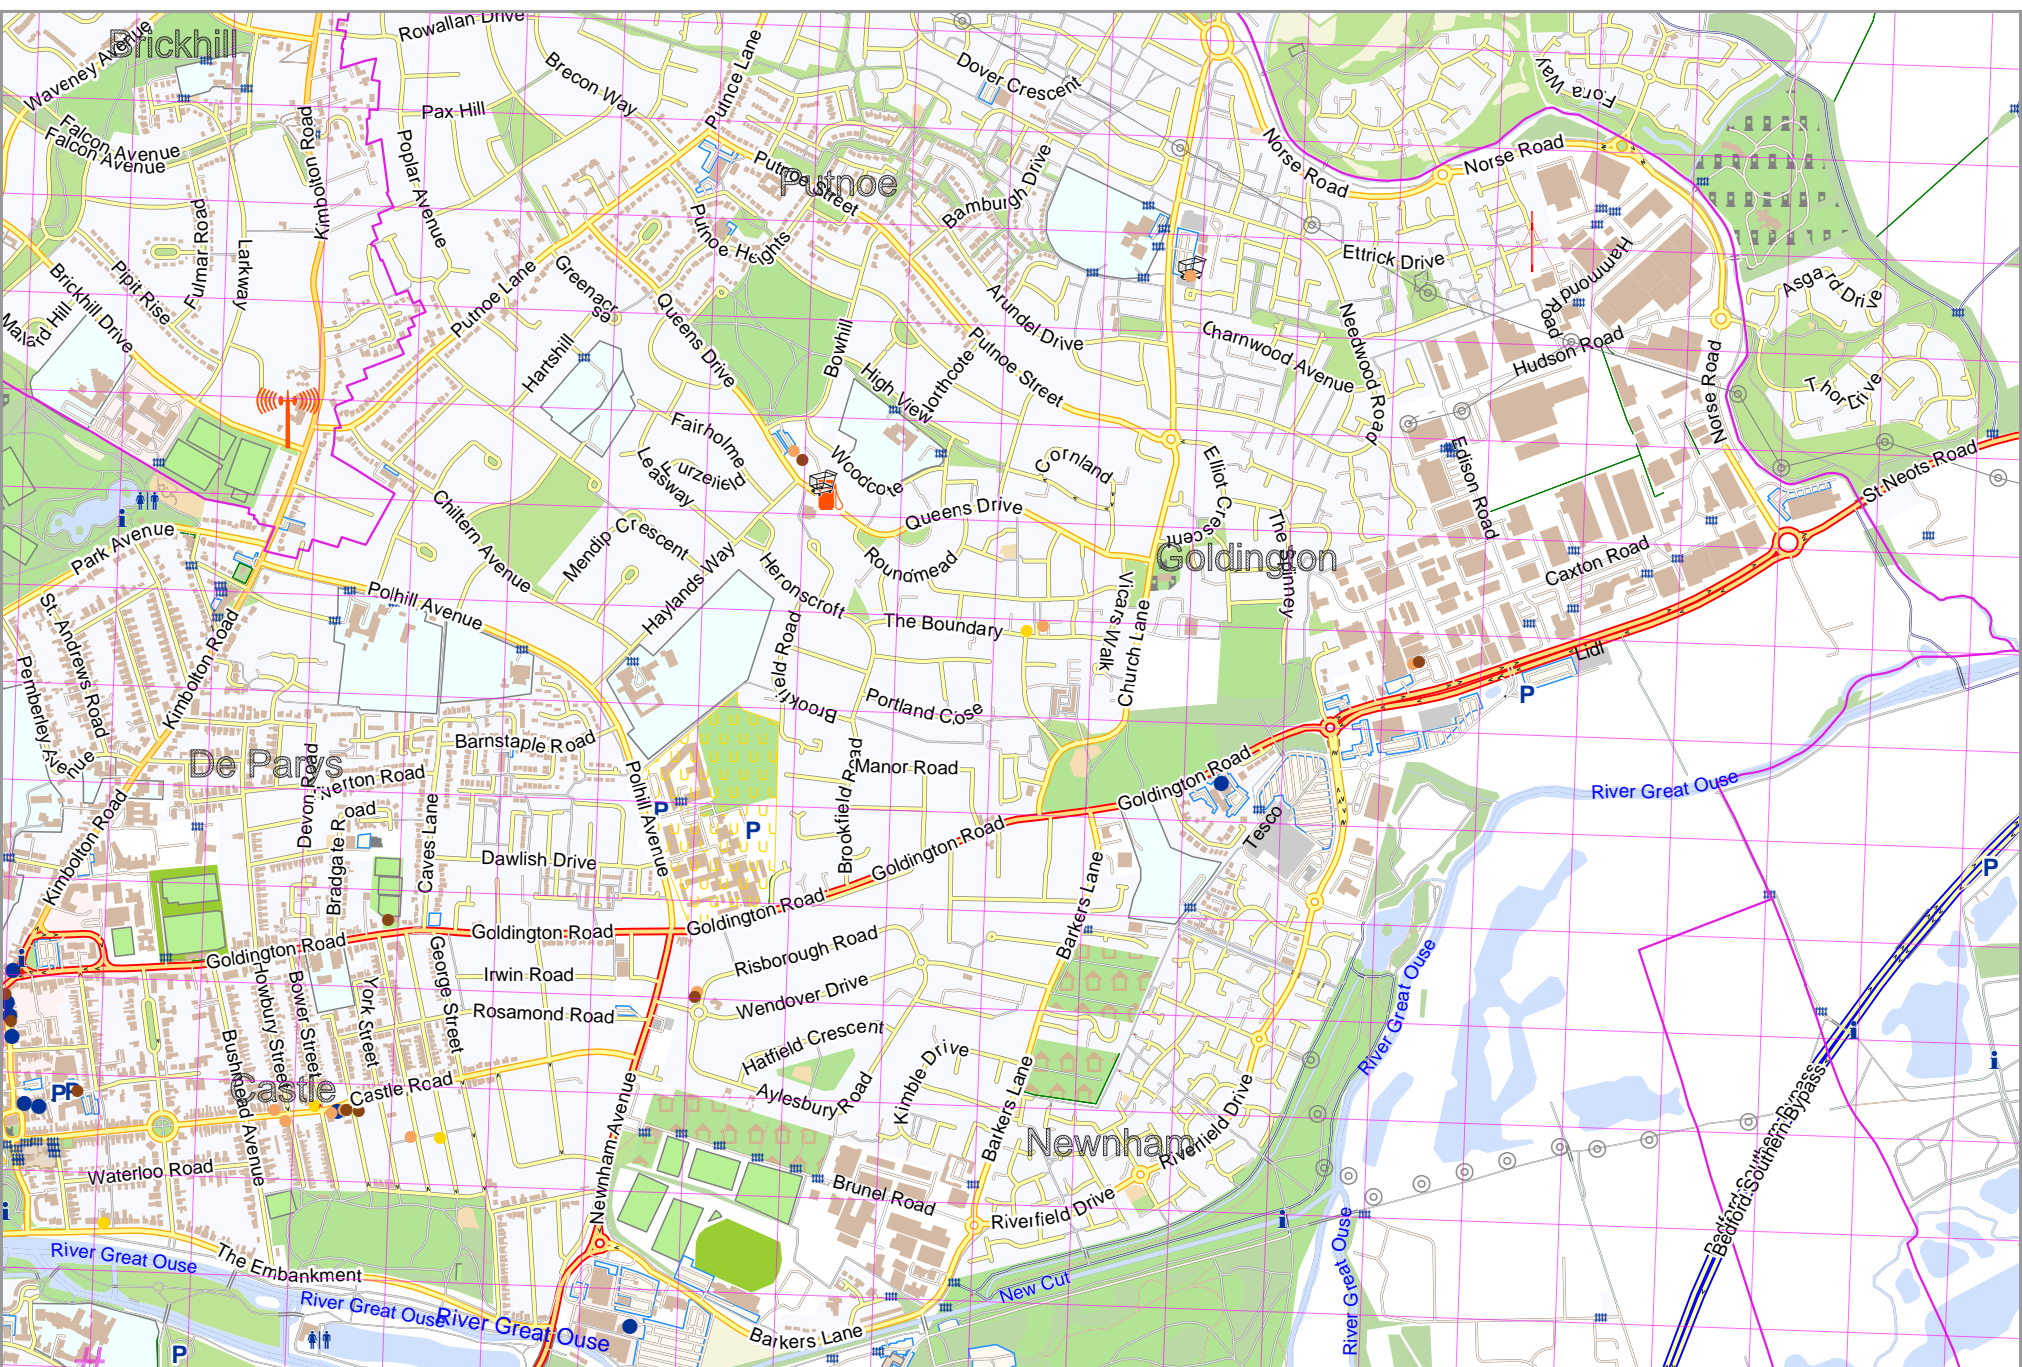 Brickhill
Waveney Avenue
Rowallan Drive
Brecon Way
Putnoe Lane
Dover Crescent
Fora Way
Falcon Avenue
Falcon Avenue
Pax Hill
Kimbolton Road
Poplar Avenue
Putnoe Street
Putnoe
Bamburgh Drive
Norse Road
Norse Road
Fulmar Road
Larkway
Putnoe Heights
Ettrick Drive
Hammond Road
Asgard Drive
Brickhill Drive
Pipit Rise
Putnoe Lane
Greenacre
Queens Drive
Arundel Drive
Needwood Road
Charnwood Avenue
Hudson Road
Norse Road
Hartshill
Bowhill
High View
Northcote
Putnoe Street
Thor Drive
Fairholme
Furzefield
Leasway
Woodcote
Cornland
Elliot Crescent
Edison Road
St Neots Road
Park Avenue
Chiltern Avenue
Mendip Crescent
Queens Drive
The Spinney
Goldington
Polhill Avenue
Haylands Way
Heronscroft
Roundmead
The Boundary
Vicars Walk
Church Lane
Caxton Road
St. Andrews Road
Pemberley Avenue
Kimbolton Road
Brookfield Road
Portland Close
Lidl
P
De Parys
Barnstaple Road
Merton Road
Devon Road
Bradgate Road
Polhill Avenue
Manor Road
Brookfield Road
Goldington Road
Tesco
River Great Ouse
P
P
P
Kimbolton Road
Caves Lane
Dawlish Drive
Goldington Road
Goldington Road
Goldington Road
Goldington Road
Barkers Lane
Risborough Road
Wendover Drive
Irwin Road
Rosamond Road
George Street
York Street
Bower Street
Howbury Street
Bushmead Avenue
Hatfield Crescent
Aylesbury Road
Kimble Drive
Barkers Lane
River Great Ouse
P
Castle
Castle Road
Newnham Avenue
Newnham
Riverfield Drive
Riverfield Drive
Waterloo Road
Brunel Road
Bedford Southern Bypass
Bedford Southern Bypass
River Great Ouse
The Embankment
River Great Ouse
River Great Ouse
New Cut
River Great Ouse
Barkers Lane
P